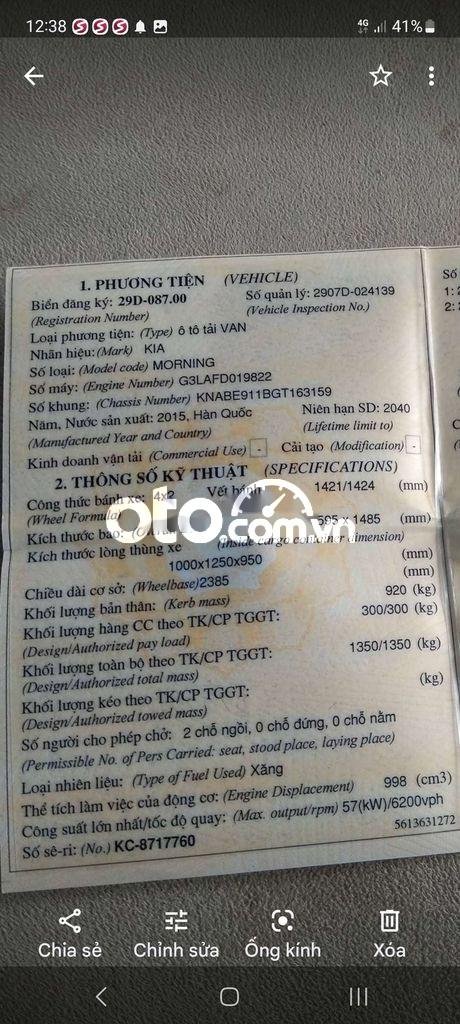 12:38 4G 41%
Số
1. PHƯƠNG TIỆN (VEHICLE)
Biển đăng ký: 29D-087.00 Số quản lý: 2907D-024139
(Registration Number) (Vehicle Inspection No.)
Loại phương tiện: (Type) ô tô tải VAN
Nhãn hiệu: (Mark) KIA
Số loại: (Model code) MORNING
Số máy: (Engine Number) G3LAFD019822
Số khung: (Chassis Number) KNABE911BGT163159
Năm, Nước sản xuất: 2015, Hàn Quốc Niên hạn SD: 2040
(Manufactured Year and Country) (Lifetime limit to)
Kinh doanh vận tải (Commercial Use) - Cải tạo (Modification) -
2. THÔNG SỐ KỸ THUẬT (SPECIFICATIONS)
Công thức bánh xe: 4x2 Vết bánh 1421/1424 (mm)
(Wheel Formula)
Kích thước bao: 595 x 1485 (mm)
oto.com
Kích thước lòng thùng xe (Inside cargo container dimension)
1000x1250x950 (mm)
Chiều dài cơ sở: (Wheelbase) 2385 (mm)
Khối lượng bản thân: (Kerb mass) 920 (kg)
Khối lượng hàng CC theo TK/CP TGGT: 300/300 (kg)
(Design/Authorized pay load)
Khối lượng toàn bộ theo TK/CP TGGT: 1350/1350 (kg)
(Design/Authorized total mass)
Khối lượng kéo theo TK/CP TGGT: (kg)
(Design/Authorized towed mass)
Số người cho phép chở: 2 chỗ ngồi, 0 chỗ đứng, 0 chỗ nằm
(Permissible No. of Pers Carried: seat, stood place, laying place)
Loại nhiên liệu: (Type of Fuel Used) Xăng
Thể tích làm việc của động cơ: (Engine Displacement) 998 (cm3)
Công suất lớn nhất/tốc độ quay: (Max. output/rpm) 57(kW)/6200vph
Số sê-ri: (No.) KC-8717760 5613631272
Chia sẻ Chỉnh sửa Ống kính Xóa